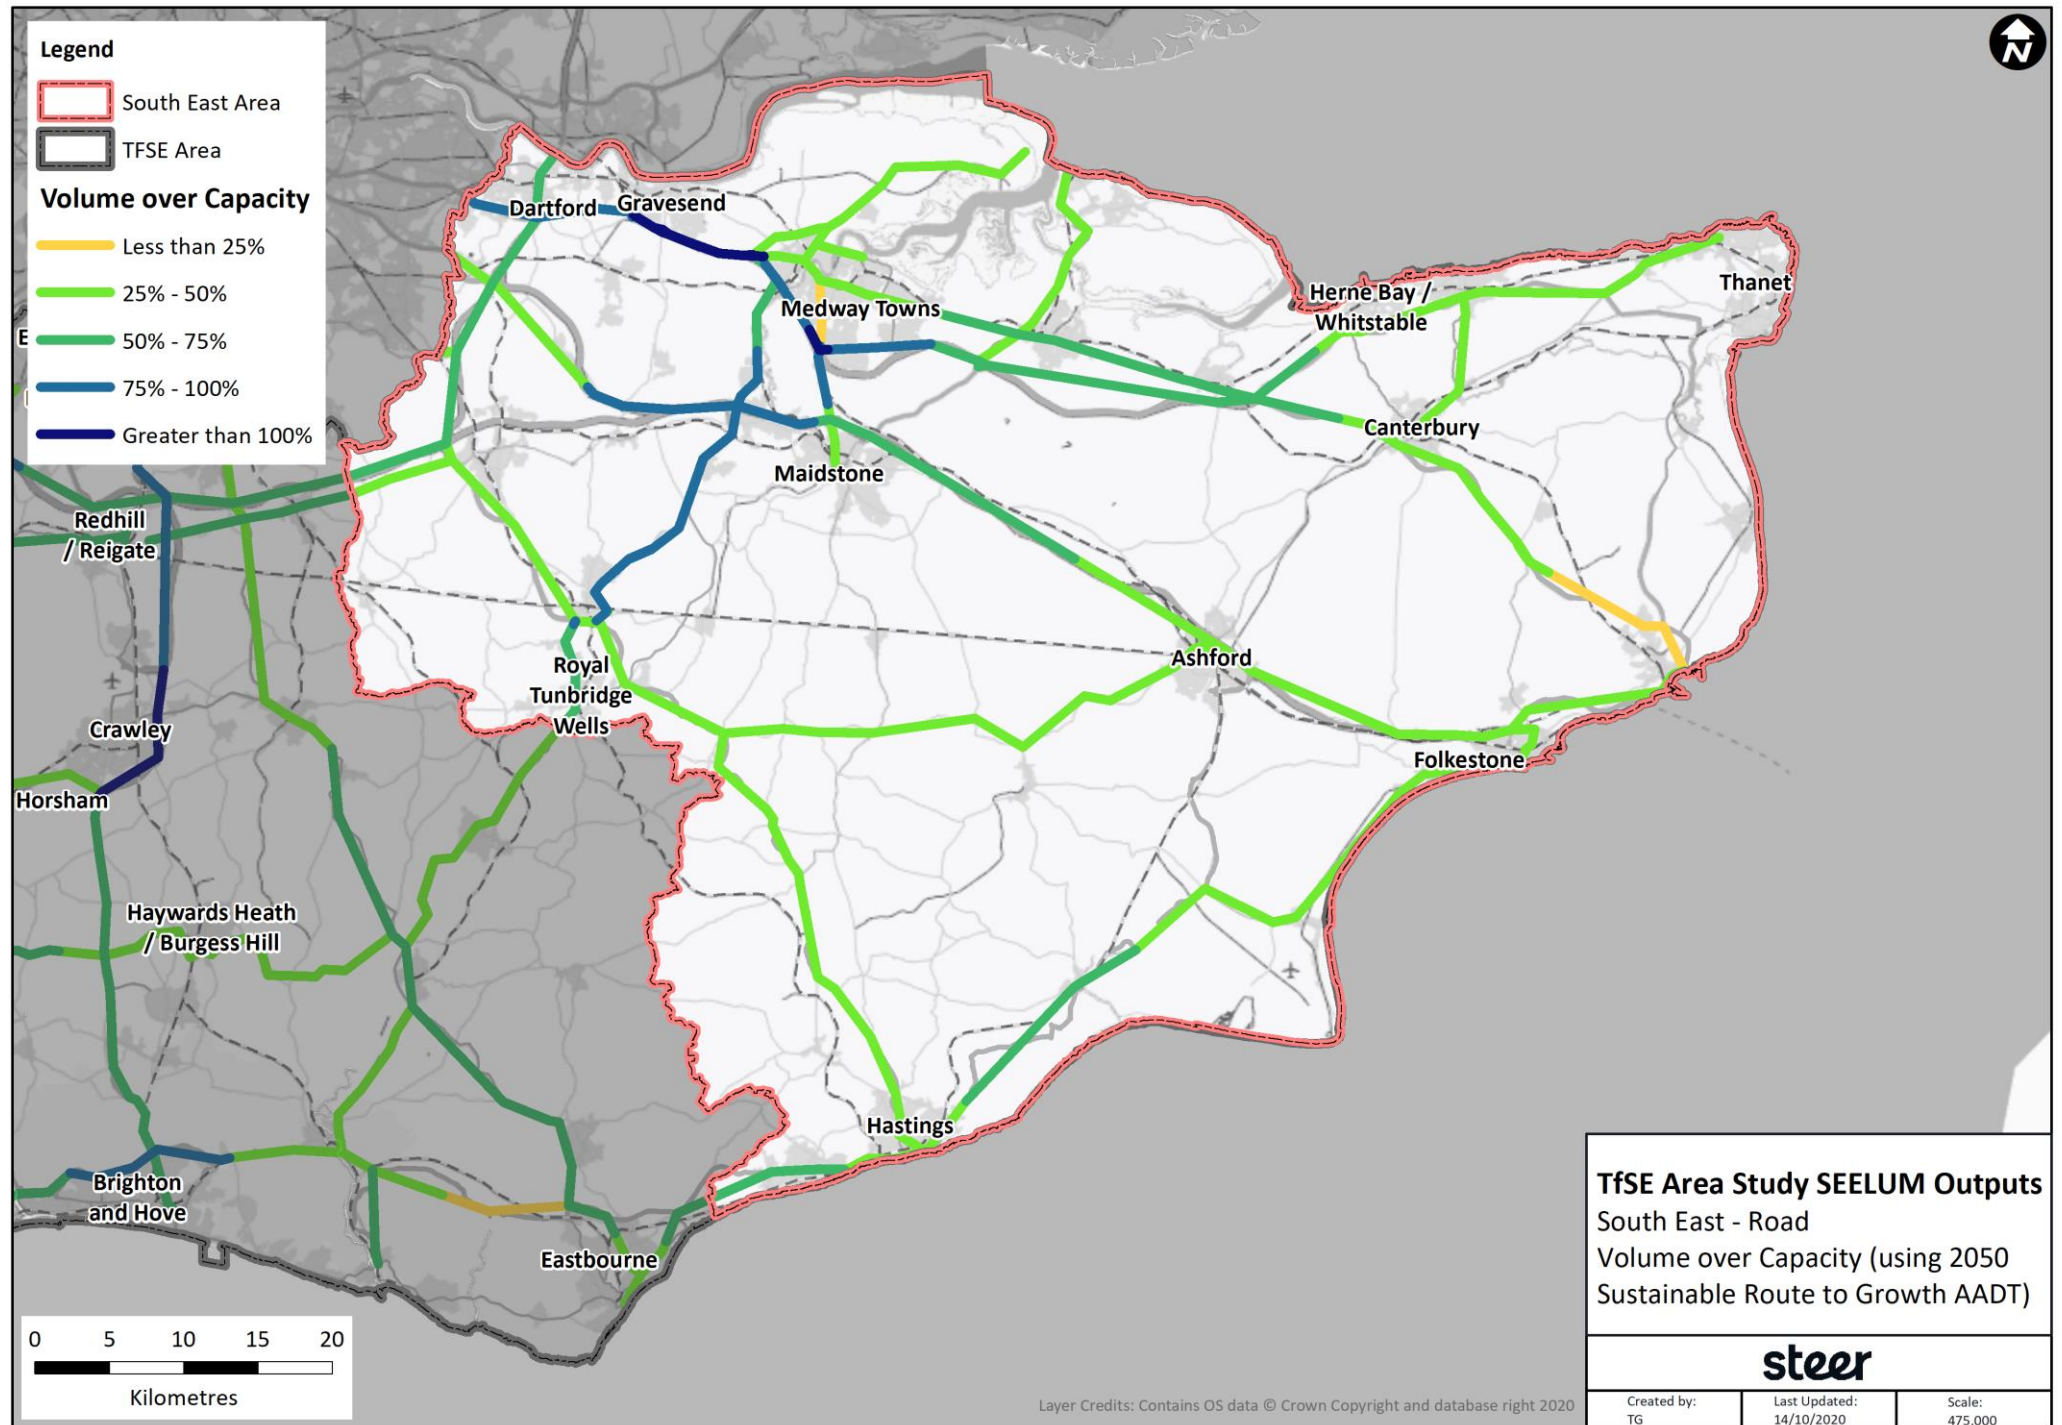 Legend
South East Area
TFSE Area
Volume over Capacity
Less than 25%
25% - 50%
50% - 75%
75% - 100%
Greater than 100%
N
Dartford
Gravesend
Medway Towns
Herne Bay /
Whitstable
Thanet
Canterbury
Maidstone
Redhill
/ Reigate
Royal
Tunbridge
Wells
Ashford
Crawley
Folkestone
Horsham
Haywards Heath
/ Burgess Hill
Hastings
Brighton
and Hove
Eastbourne
0 5 10 15 20
Kilometres
Layer Credits: Contains OS data © Crown Copyright and database right 2020
TfSE Area Study SEELUM Outputs
South East - Road
Volume over Capacity (using 2050
Sustainable Route to Growth AADT)
steer
Created by:
TG
Last Updated:
14/10/2020
Scale:
475,000